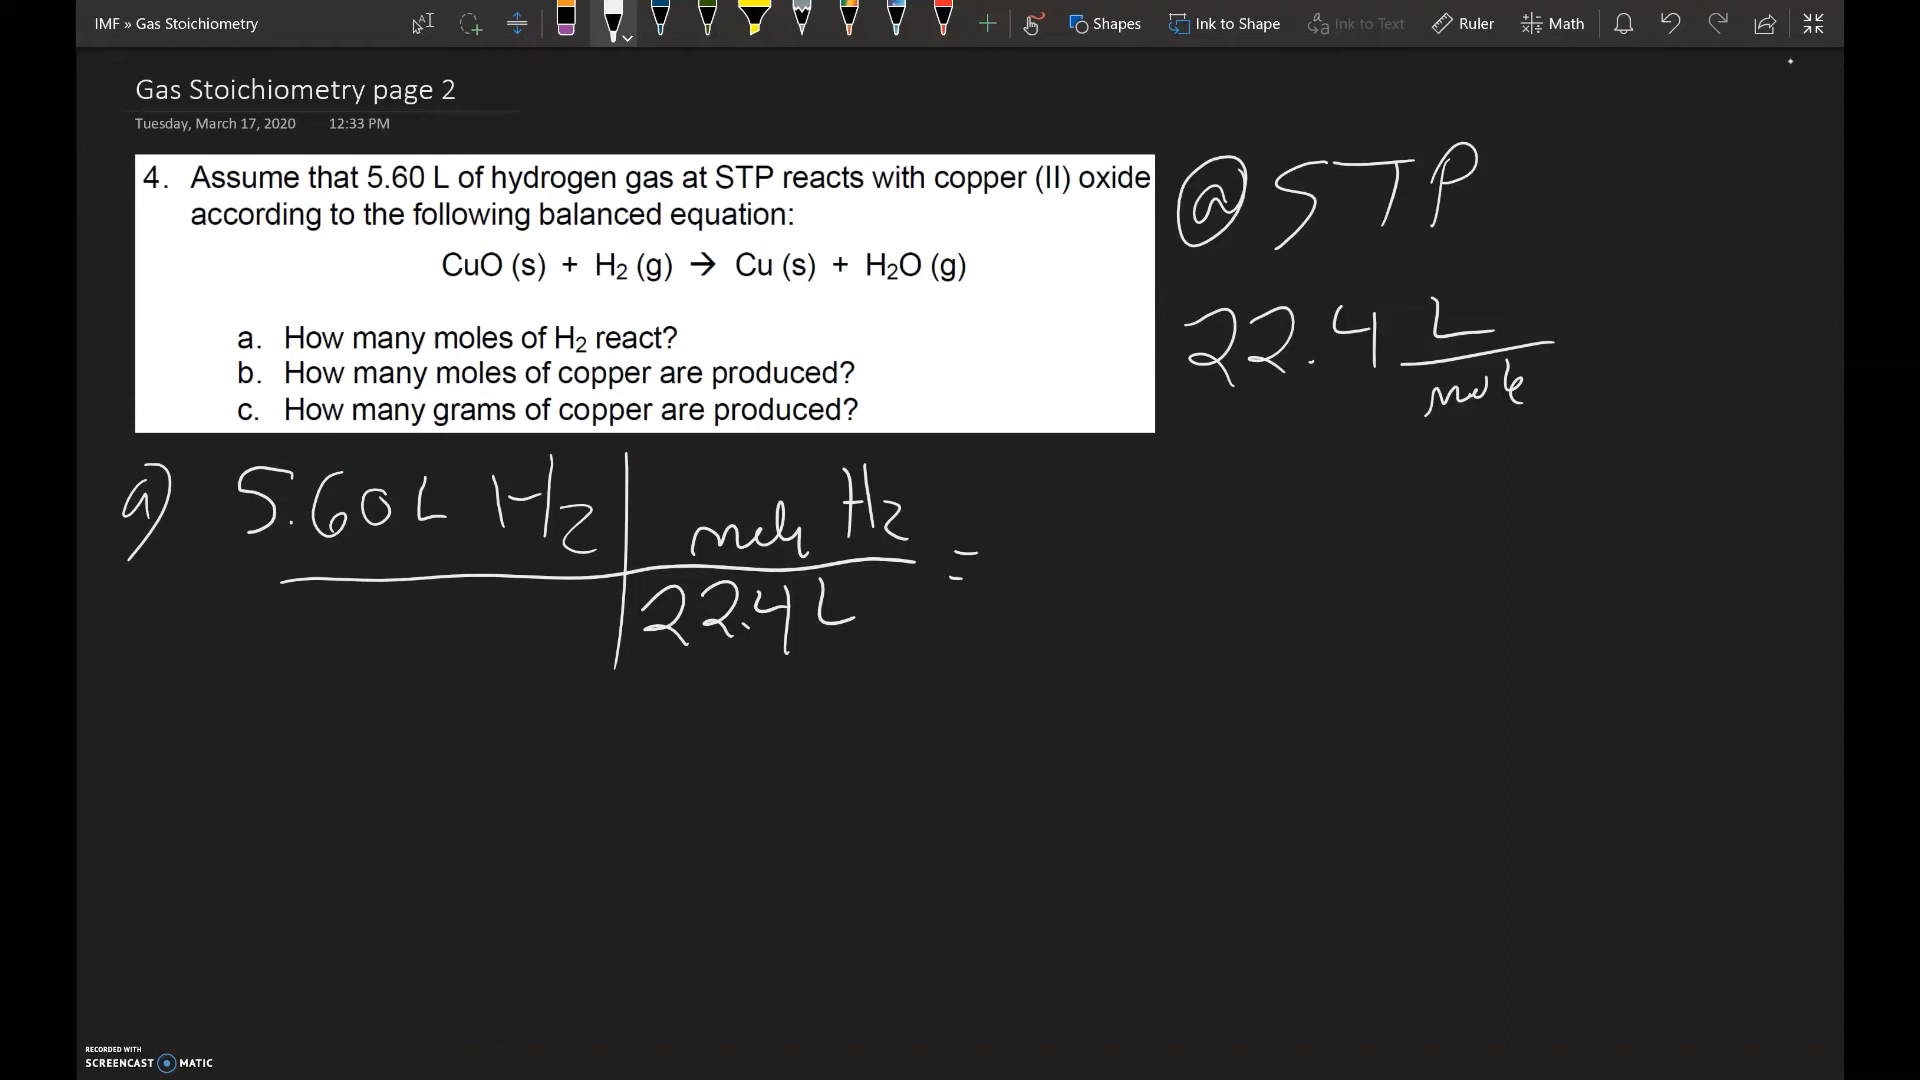 IMF » Gas Stoichiometry
Shapes
Ink to Shape
Ink to Text
Ruler
Math
Gas Stoichiometry page 2
Tuesday, March 17, 2020 12:33 PM
4. Assume that 5.60 L of hydrogen gas at STP reacts with copper (II) oxide
according to the following balanced equation:
CuO (s) + H₂ (g) → Cu (s) + H₂O (g)
a. How many moles of H₂ react?
b. How many moles of copper are produced?
c. How many grams of copper are produced?
@ STP
22.4 L
mole
a) 5.60 L H₂
mole H₂
=
22.4 L
RECORDED WITH
SCREENCAST MATIC